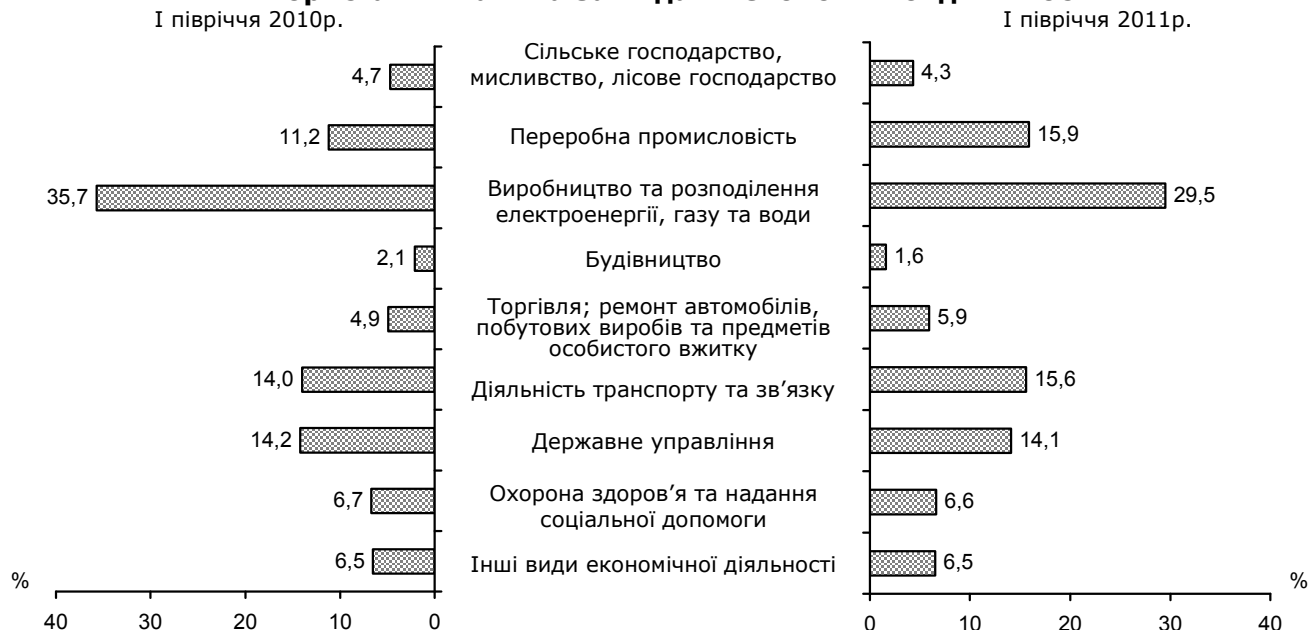 І півріччя 2010р.
І півріччя 2011р.
Сільське господарство,
мисливство, лісове господарство
4,7
4,3
Переробна промисловість
11,2
15,9
Виробництво та розподілення
електроенергії, газу та води
35,7
29,5
Будівництво
2,1
1,6
Торгівля; ремонт автомобілів,
побутових виробів та предметів
особистого вжитку
4,9
5,9
Діяльність транспорту та зв’язку
14,0
15,6
Державне управління
14,2
14,1
Охорона здоров’я та надання
соціальної допомоги
6,7
6,6
Інші види економічної діяльності
6,5
6,5
%
%
40 30 20 10 0
0 10 20 30 40